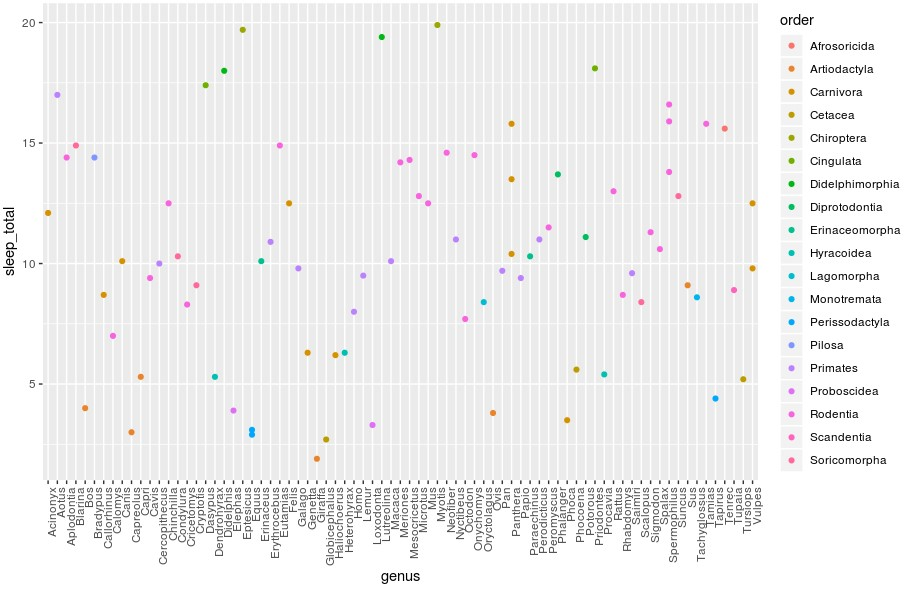 20
15
10
5
sleep_total
Acinonyx
Aotus
Aplodontia
Blarina
Bos
Bradypus
Callorhinus
Calomys
Canis
Capreolus
Capri
Cavis
Cercopithecus
Chinchilla
Condylura
Cricetomys
Cryptotis
Dasypus
Dendrohyrax
Didelphis
Elephas
Eptesicus
Equus
Erinaceus
Erythrocebus
Eutamias
Felis
Galago
Genetta
Giraffa
Globicephalus
Haliochoerus
Heterohyrax
Homo
Lemur
Loxodonta
Lutreolina
Macaca
Meriones
Mesocricetus
Microtus
Mus
Myotis
Neofiber
Nyctibeus
Octodon
Onychomys
Oryctolagus
Ovis
Pan
Panthera
Papio
Paraechinus
Perodicticus
Peromyscus
Phalanger
Phoca
Phocoena
Potorous
Priodontes
Procavia
Rattus
Rhabdomys
Saimiri
Scalopus
Sigmodon
Spalax
Spermophilus
Suncus
Sus
Tachyglossus
Tamias
Tapirus
Tenrec
Tupaia
Tursiops
Vulpes
genus
order
Afrosoricida
Artiodactyla
Carnivora
Cetacea
Chiroptera
Cingulata
Didelphimorphia
Diprotodontia
Erinaceomorpha
Hyracoidea
Lagomorpha
Monotremata
Perissodactyla
Pilosa
Primates
Proboscidea
Rodentia
Scandentia
Soricomorpha